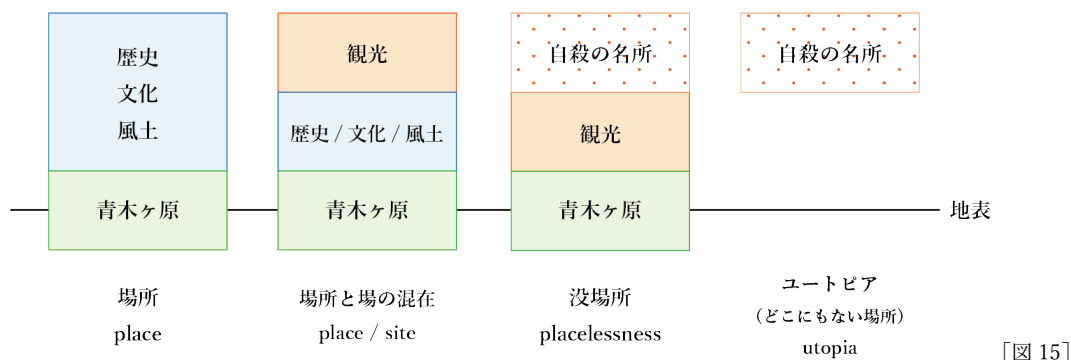 歴史
文化
風土
青木ヶ原
場所
place
観光
歴史 / 文化 / 風土
青木ヶ原
場所と場の混在
place / site
自殺の名所
観光
青木ヶ原
没場所
placelessness
自殺の名所
ユートピア
(どこにもない場所)
utopia
地表
[図 15]